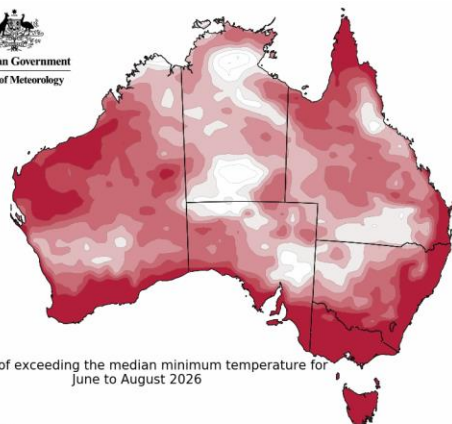 an Government
of Meteorology
of exceeding the median minimum temperature for
June to August 2026